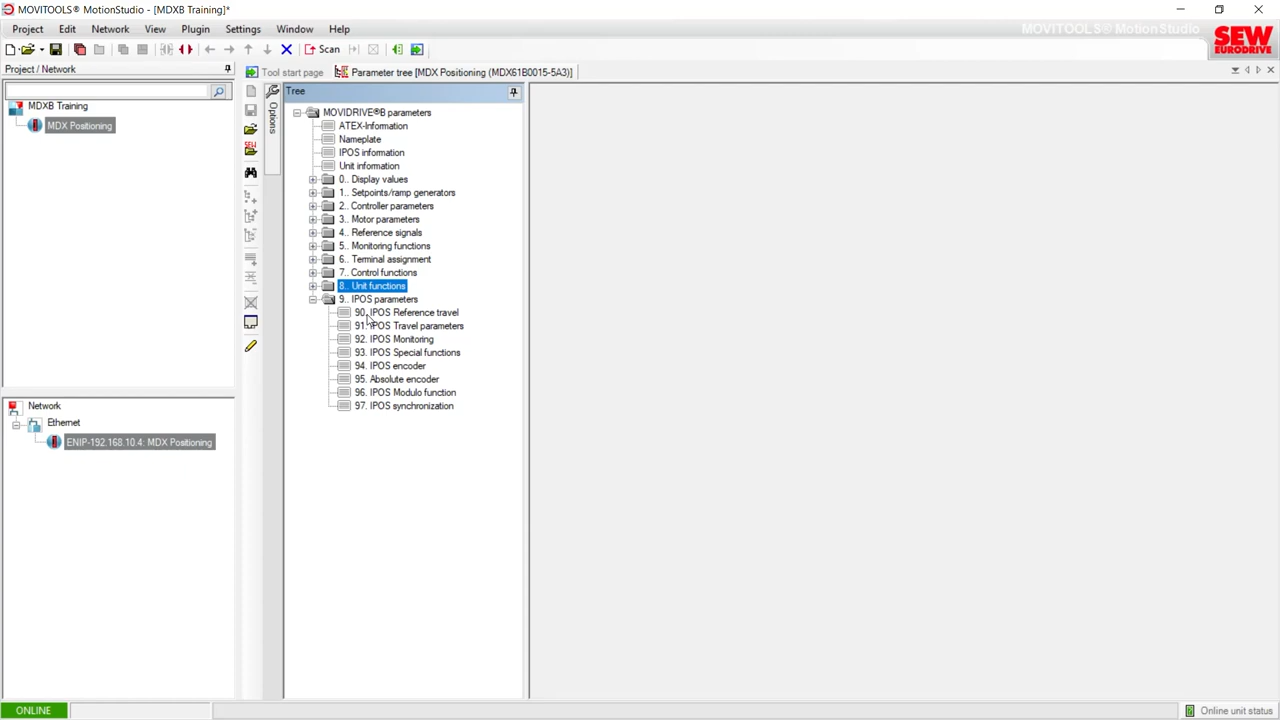 MOVITOOLS® MotionStudio - [MDXB Training]*
Project Edit Network View Plugin Settings Window Help
MOVITOOLS® MotionStudio
SEW
EURODRIVE
Scan
Project / Network
Tool start page
Parameter tree [MDX Positioning (MDX61B0015-5A3)]
Options
Tree
MDXB Training
MDX Positioning
MOVIDRIVE®B parameters
ATEX-Information
Nameplate
IPOS information
Unit information
0.. Display values
1.. Setpoints/ramp generators
2.. Controller parameters
3.. Motor parameters
4.. Reference signals
5.. Monitoring functions
6.. Terminal assignment
7.. Control functions
8.. Unit functions
9.. IPOS parameters
90. IPOS Reference travel
91. IPOS Travel parameters
92. IPOS Monitoring
93. IPOS Special functions
94. IPOS encoder
95. Absolute encoder
96. IPOS Modulo function
97. IPOS synchronization
Network
Ethernet
ENIP-192.168.10.4: MDX Positioning
ONLINE
Online unit status